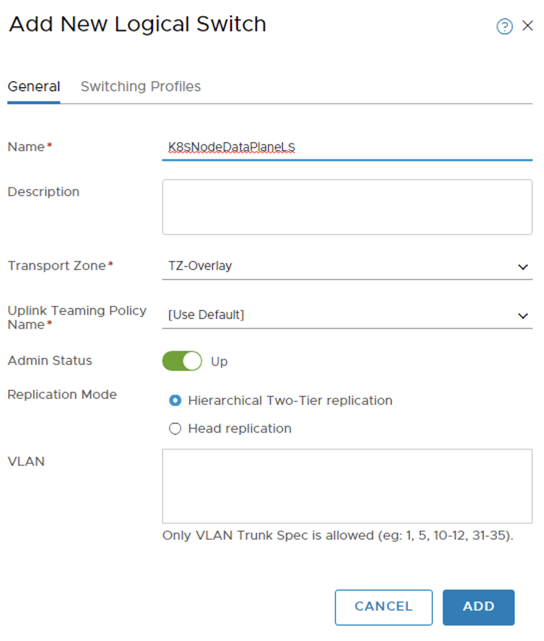 Add New Logical Switch
?
General Switching Profiles
Name*
K8SNodeDataPlaneLS
Description
Transport Zone*
TZ-Overlay
Uplink Teaming Policy
Name*
[Use Default]
Admin Status
Up
Replication Mode
Hierarchical Two-Tier replication
Head replication
VLAN
Only VLAN Trunk Spec is allowed (eg: 1, 5, 10-12, 31-35).
CANCEL ADD